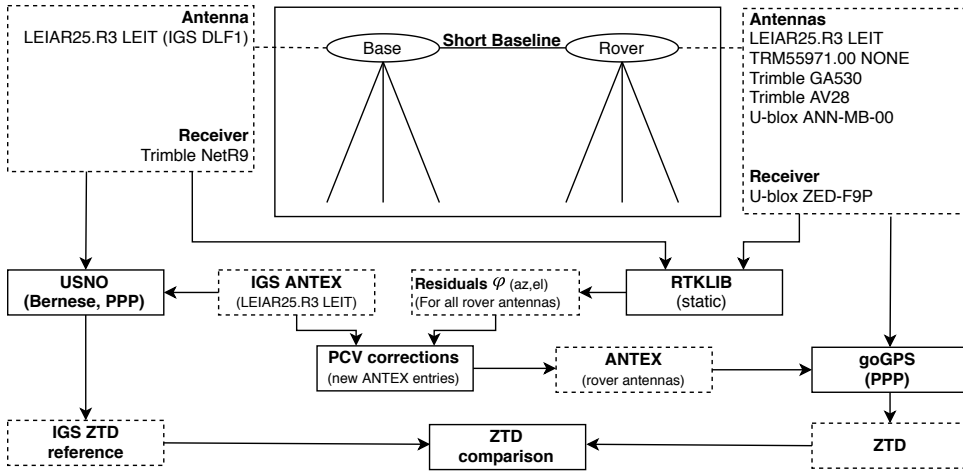 Antenna
LEIAR25.R3 LEIT (IGS DLF1)
Receiver
Trimble NetR9
Base
Short Baseline
Rover
Antennas
LEIAR25.R3 LEIT
TRM55971.00 NONE
Trimble GA530
Trimble AV28
U-blox ANN-MB-00
Receiver
U-blox ZED-F9P
USNO
(Bernese, PPP)
IGS ANTEX
(LEIAR25.R3 LEIT)
Residuals φ (az,el)
(For all rover antennas)
RTKLIB
(static)
PCV corrections
(new ANTEX entries)
ANTEX
(rover antennas)
goGPS
(PPP)
IGS ZTD
reference
ZTD
comparison
ZTD